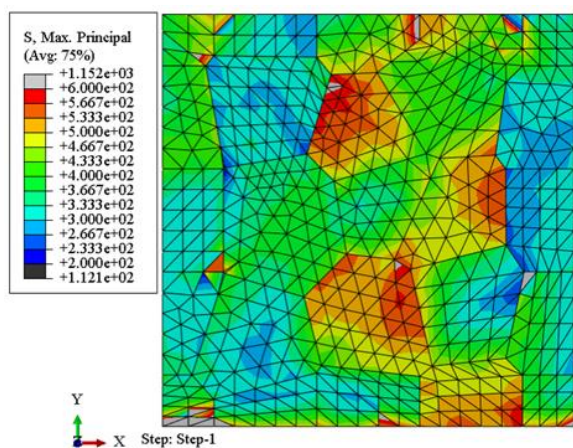 S, Max. Principal
(Avg: 75%)
+1.152e+03
+6.000e+02
+5.667e+02
+5.333e+02
+5.000e+02
+4.667e+02
+4.333e+02
+4.000e+02
+3.667e+02
+3.333e+02
+3.000e+02
+2.667e+02
+2.333e+02
+2.000e+02
+1.121e+02
Y
Z X Step: Step-1